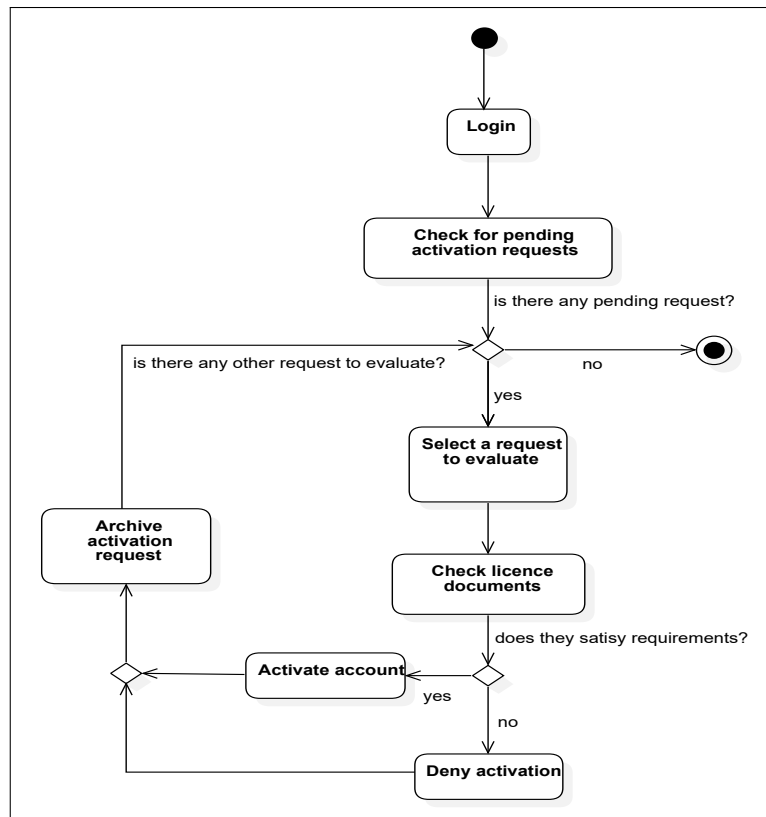 Login
Check for pending
activation requests
is there any pending request?
is there any other request to evaluate?
no
yes
Select a request
to evaluate
Archive
activation
request
Check licence
documents
does they satisy requirements?
Activate account
yes
no
Deny activation